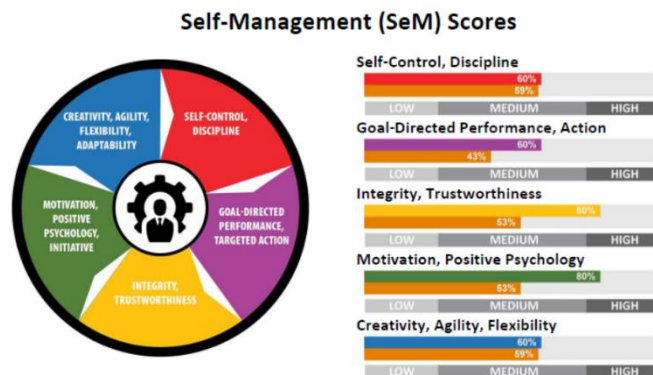 Self-Management (SeM) Scores
CREATIVITY, AGILITY,
FLEXIBILITY,
ADAPTABILITY
SELF-CONTROL,
DISCIPLINE
MOTIVATION,
POSITIVE
PSYCHOLOGY,
INITIATIVE
GOAL-DIRECTED
PERFORMANCE,
TARGETED ACTION
INTEGRITY,
TRUSTWORTHINESS
Self-Control, Discipline
60%
59%
LOW MEDIUM HIGH
Goal-Directed Performance, Action
60%
43%
LOW MEDIUM HIGH
Integrity, Trustworthiness
80%
53%
LOW MEDIUM HIGH
Motivation, Positive Psychology
80%
53%
LOW MEDIUM HIGH
Creativity, Agility, Flexibility
60%
59%
LOW MEDIUM HIGH